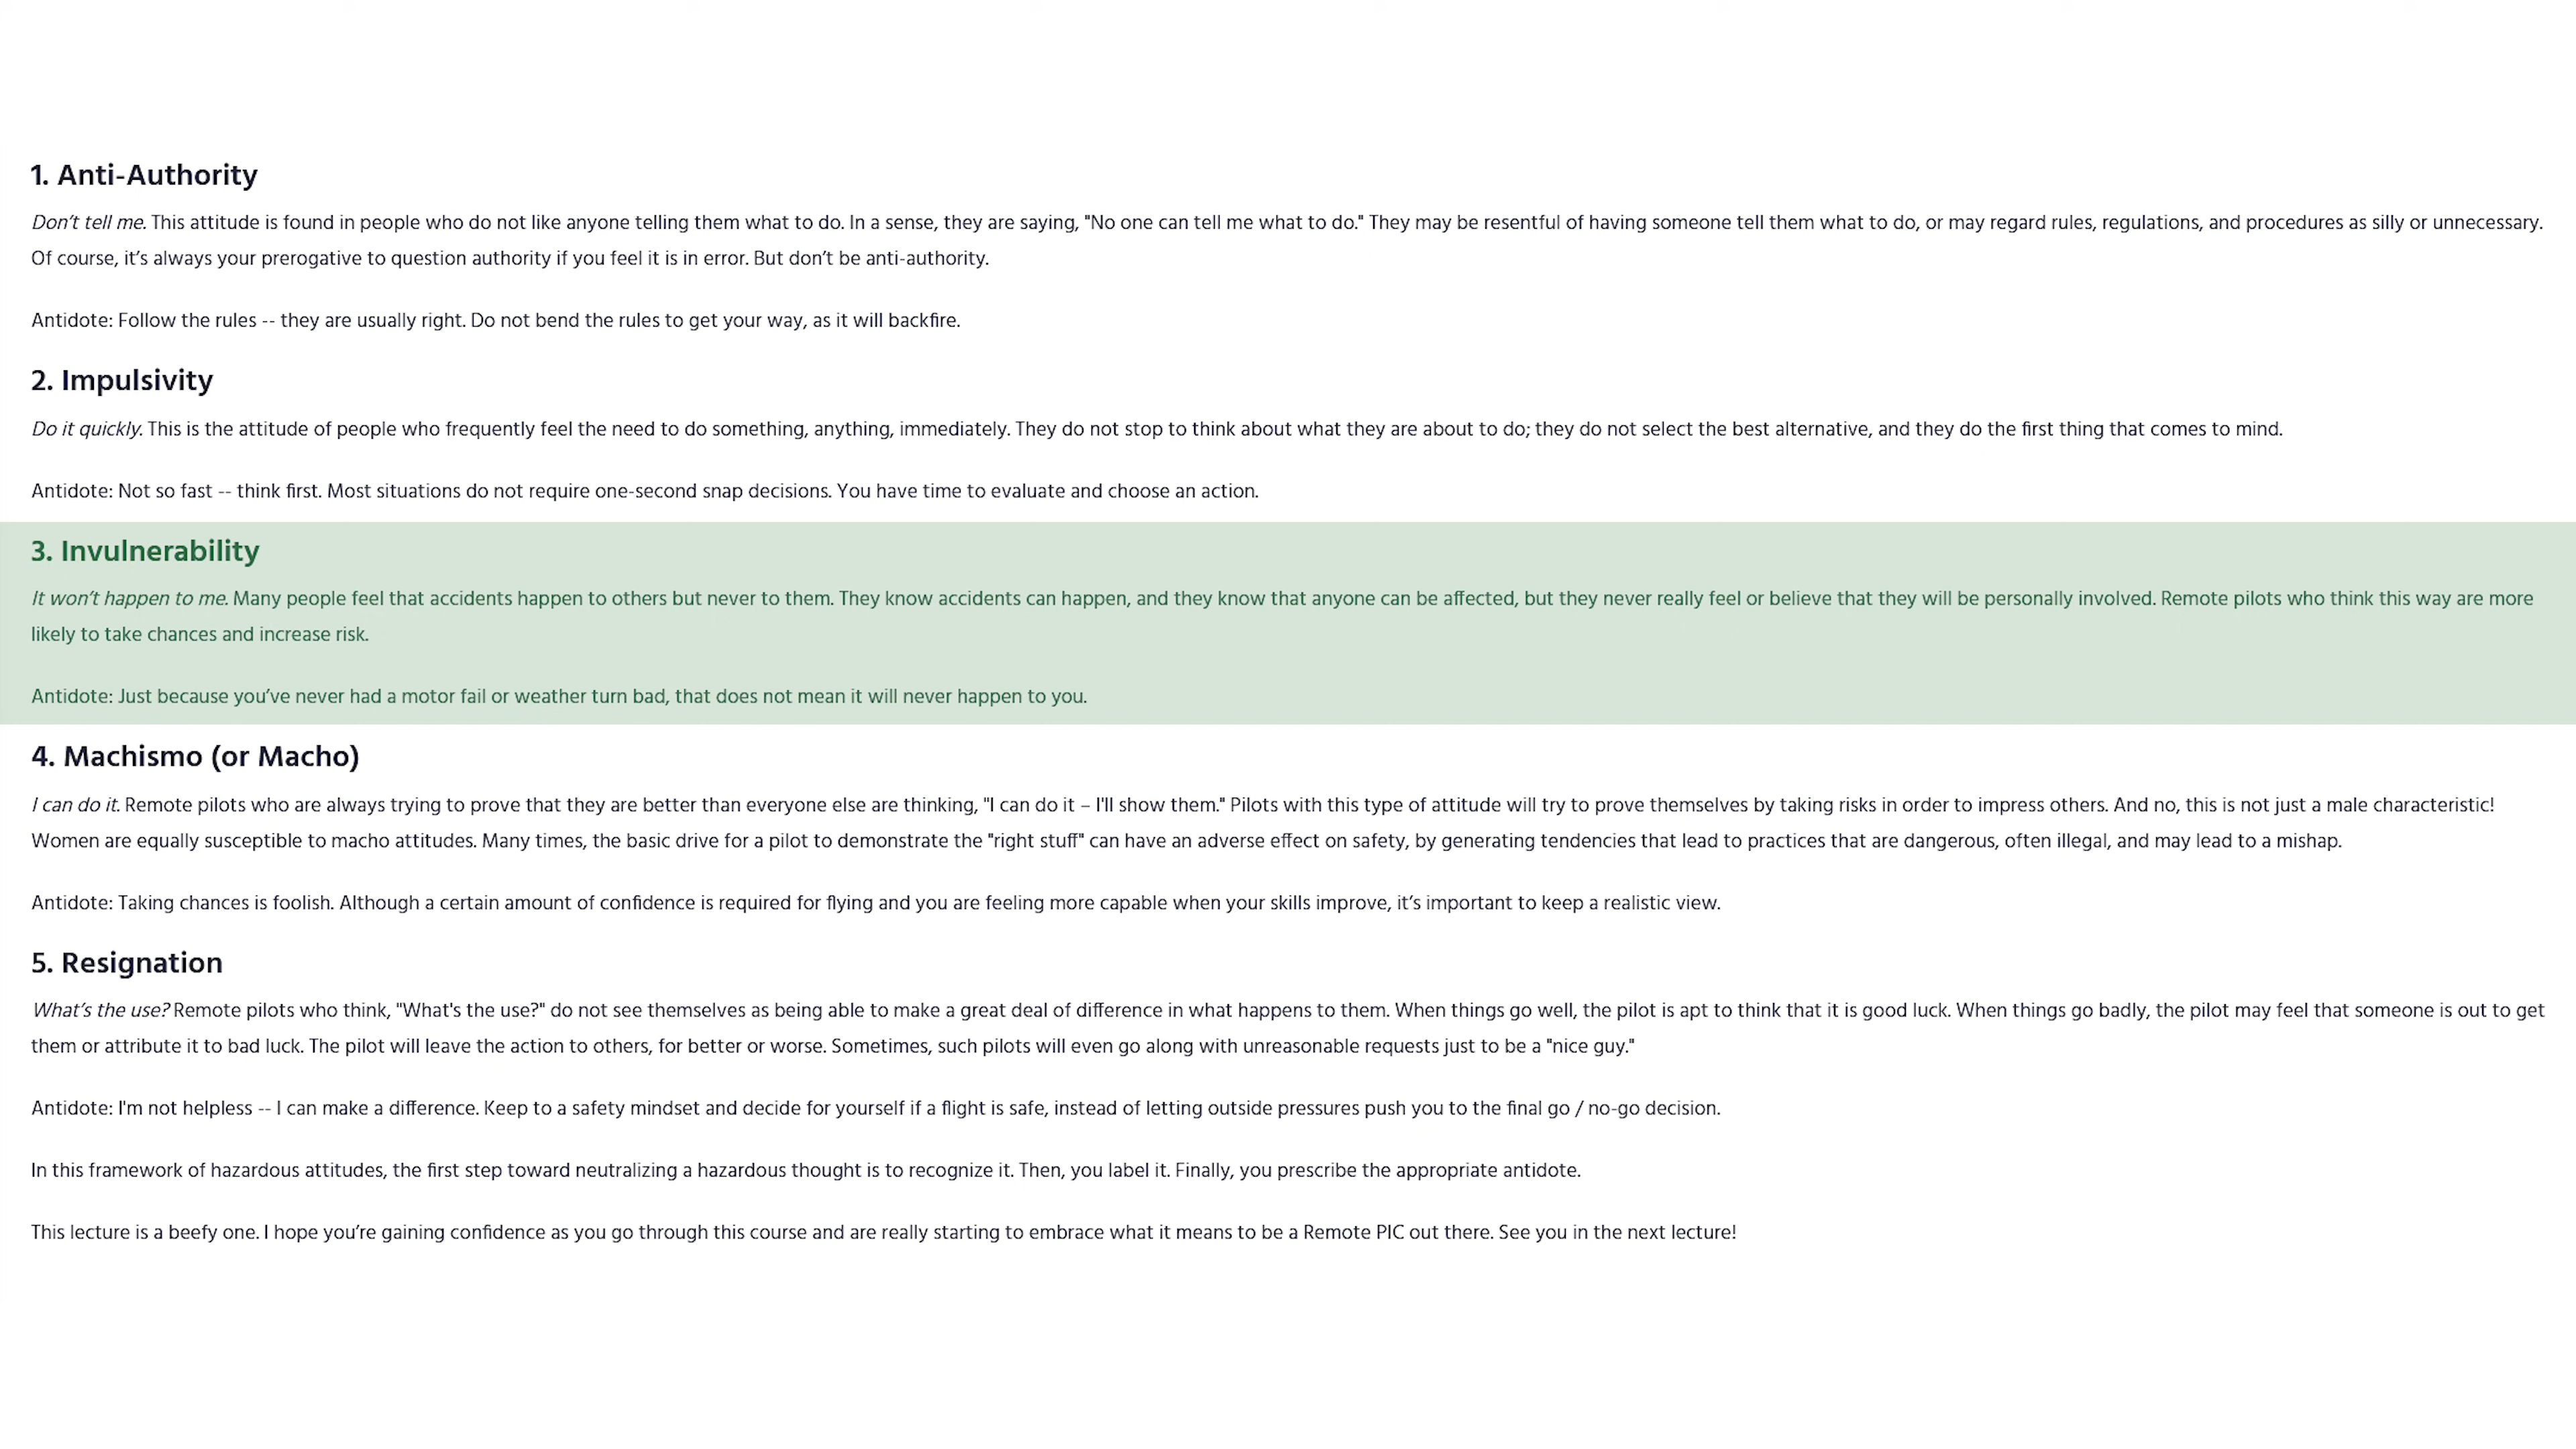 1. Anti-Authority
Don’t tell me. This attitude is found in people who do not like anyone telling them what to do. In a sense, they are saying, "No one can tell me what to do." They may be resentful of having someone tell them what to do, or may regard rules, regulations, and procedures as silly or unnecessary.
Of course, it’s always your prerogative to question authority if you feel it is in error. But don’t be anti-authority.
Antidote: Follow the rules -- they are usually right. Do not bend the rules to get your way, as it will backfire.
2. Impulsivity
Do it quickly. This is the attitude of people who frequently feel the need to do something, anything, immediately. They do not stop to think about what they are about to do; they do not select the best alternative, and they do the first thing that comes to mind.
Antidote: Not so fast -- think first. Most situations do not require one-second snap decisions. You have time to evaluate and choose an action.
3. Invulnerability
It won’t happen to me. Many people feel that accidents happen to others but never to them. They know accidents can happen, and they know that anyone can be affected, but they never really feel or believe that they will be personally involved. Remote pilots who think this way are more
likely to take chances and increase risk.
Antidote: Just because you’ve never had a motor fail or weather turn bad, that does not mean it will never happen to you.
4. Machismo (or Macho)
I can do it. Remote pilots who are always trying to prove that they are better than everyone else are thinking, "I can do it – I'll show them." Pilots with this type of attitude will try to prove themselves by taking risks in order to impress others. And no, this is not just a male characteristic!
Women are equally susceptible to macho attitudes. Many times, the basic drive for a pilot to demonstrate the "right stuff" can have an adverse effect on safety, by generating tendencies that lead to practices that are dangerous, often illegal, and may lead to a mishap.
Antidote: Taking chances is foolish. Although a certain amount of confidence is required for flying and you are feeling more capable when your skills improve, it’s important to keep a realistic view.
5. Resignation
What’s the use? Remote pilots who think, "What's the use?" do not see themselves as being able to make a great deal of difference in what happens to them. When things go well, the pilot is apt to think that it is good luck. When things go badly, the pilot may feel that someone is out to get
them or attribute it to bad luck. The pilot will leave the action to others, for better or worse. Sometimes, such pilots will even go along with unreasonable requests just to be a "nice guy."
Antidote: I'm not helpless -- I can make a difference. Keep to a safety mindset and decide for yourself if a flight is safe, instead of letting outside pressures push you to the final go / no-go decision.
In this framework of hazardous attitudes, the first step toward neutralizing a hazardous thought is to recognize it. Then, you label it. Finally, you prescribe the appropriate antidote.
This lecture is a beefy one. I hope you’re gaining confidence as you go through this course and are really starting to embrace what it means to be a Remote PIC out there. See you in the next lecture!